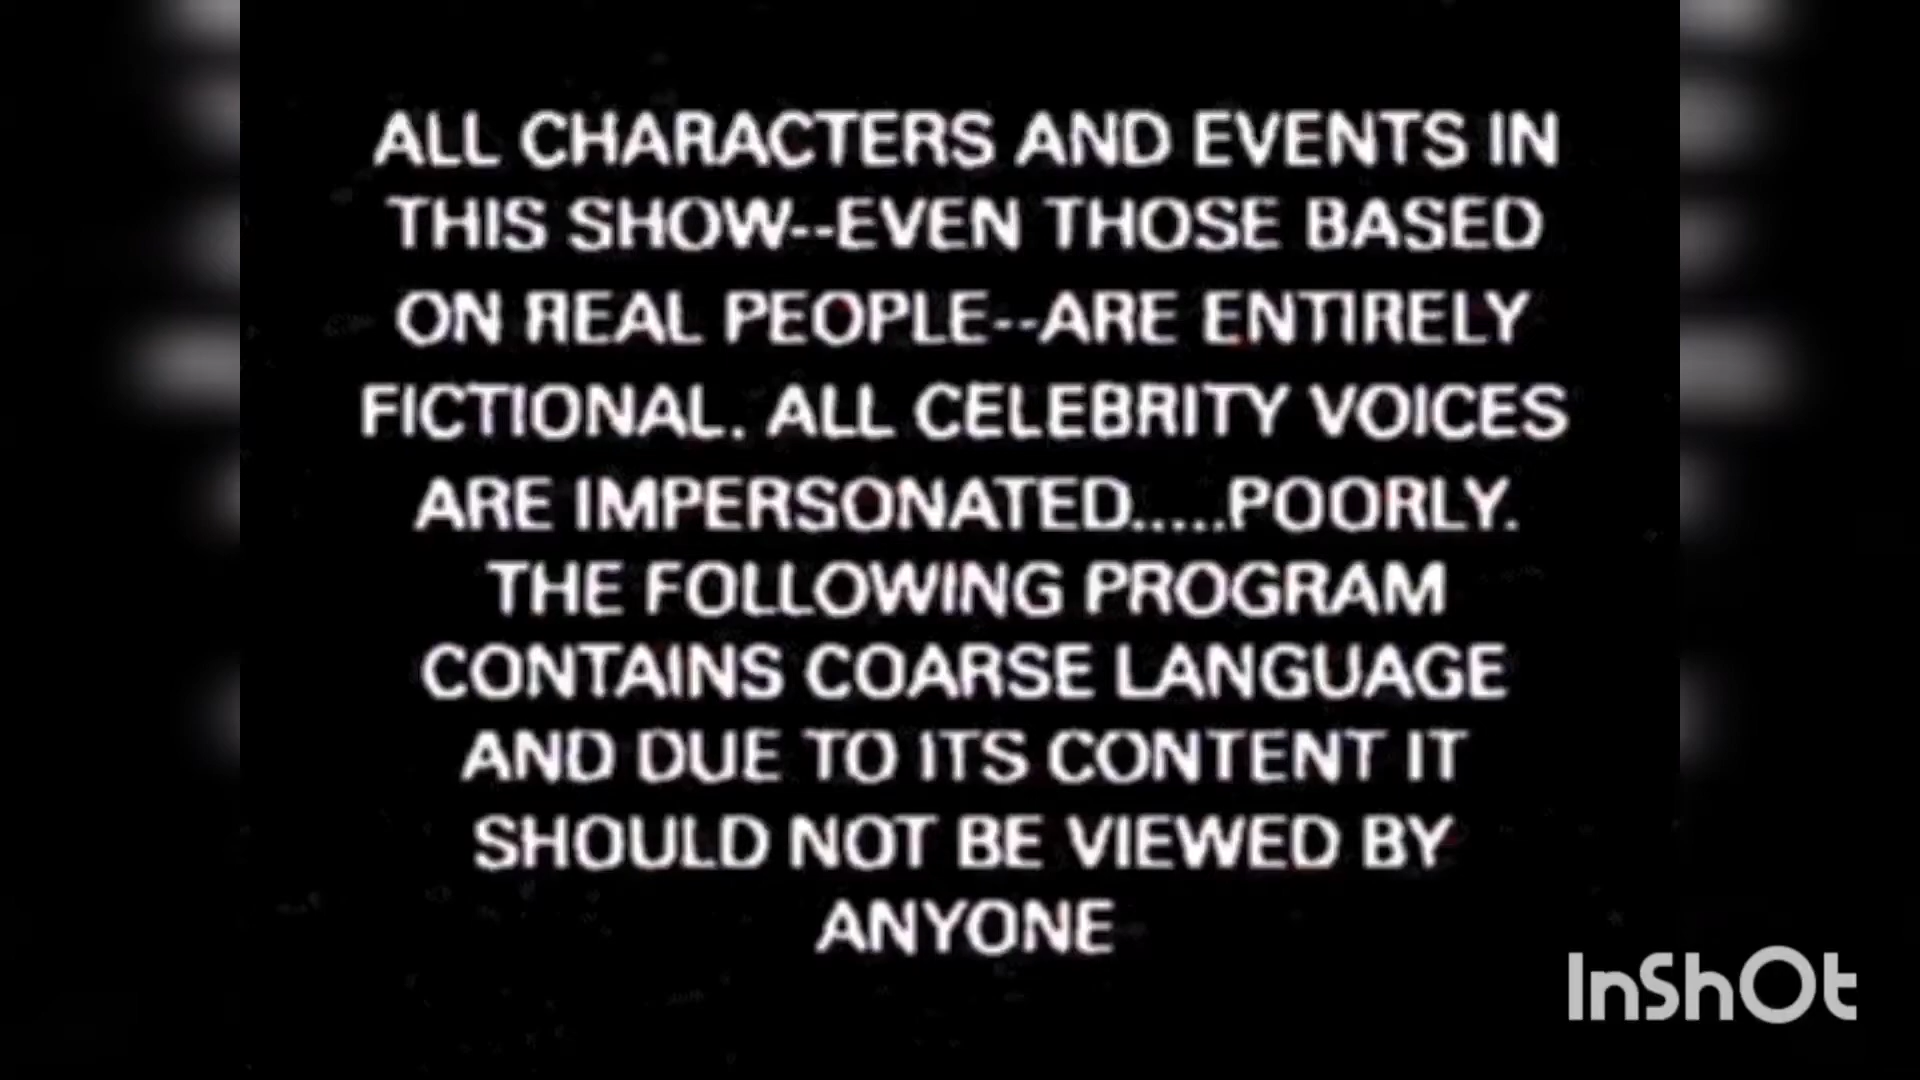 ALL CHARACTERS AND EVENTS IN
THIS SHOW--EVEN THOSE BASED
ON REAL PEOPLE--ARE ENTIRELY
FICTIONAL. ALL CELEBRITY VOICES
ARE IMPERSONATED.....POORLY.
THE FOLLOWING PROGRAM
CONTAINS COARSE LANGUAGE
AND DUE TO ITS CONTENT IT
SHOULD NOT BE VIEWED BY
ANYONE
InShOt